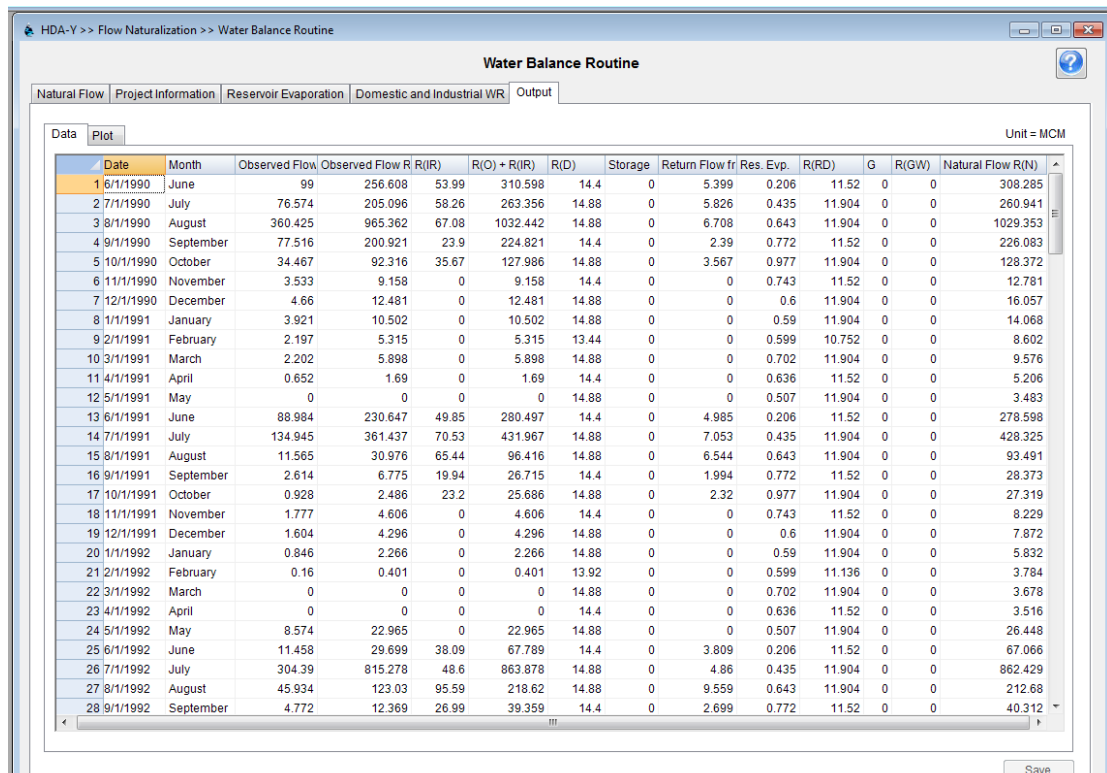 HDA-Y >> Flow Naturalization >> Water Balance Routine
Water Balance Routine
?
Natural Flow Project Information Reservoir Evaporation Domestic and Industrial WR Output
Data Plot Unit = MCM
Date Month Observed Flow Observed Flow R R(IR) R(O) + R(IR) R(D) Storage Return Flow fr Res. Evp. R(RD) G R(GW) Natural Flow R(N)
1 6/1/1990 June 99 256.608 53.99 310.598 14.4 0 5.399 0.206 11.52 0 0 308.285
2 7/1/1990 July 76.574 205.096 58.26 263.356 14.88 0 5.826 0.435 11.904 0 0 260.941
3 8/1/1990 August 360.425 965.362 67.08 1032.442 14.88 0 6.708 0.643 11.904 0 0 1029.353
4 9/1/1990 September 77.516 200.921 23.9 224.821 14.4 0 2.39 0.772 11.52 0 0 226.083
5 10/1/1990 October 34.467 92.316 35.67 127.986 14.88 0 3.567 0.977 11.904 0 0 128.372
6 11/1/1990 November 3.533 9.158 0 9.158 14.4 0 0 0.743 11.52 0 0 12.781
7 12/1/1990 December 4.66 12.481 0 12.481 14.88 0 0 0.6 11.904 0 0 16.057
8 1/1/1991 January 3.921 10.502 0 10.502 14.88 0 0 0.59 11.904 0 0 14.068
9 2/1/1991 February 2.197 5.315 0 5.315 13.44 0 0 0.599 10.752 0 0 8.602
10 3/1/1991 March 2.202 5.898 0 5.898 14.88 0 0 0.702 11.904 0 0 9.576
11 4/1/1991 April 0.652 1.69 0 1.69 14.4 0 0 0.636 11.52 0 0 5.206
12 5/1/1991 May 0 0 0 0 14.88 0 0 0.507 11.904 0 0 3.483
13 6/1/1991 June 88.984 230.647 49.85 280.497 14.4 0 4.985 0.206 11.52 0 0 278.598
14 7/1/1991 July 134.945 361.437 70.53 431.967 14.88 0 7.053 0.435 11.904 0 0 428.325
15 8/1/1991 August 11.565 30.976 65.44 96.416 14.88 0 6.544 0.643 11.904 0 0 93.491
16 9/1/1991 September 2.614 6.775 19.94 26.715 14.4 0 1.994 0.772 11.52 0 0 28.373
17 10/1/1991 October 0.928 2.486 23.2 25.686 14.88 0 2.32 0.977 11.904 0 0 27.319
18 11/1/1991 November 1.777 4.606 0 4.606 14.4 0 0 0.743 11.52 0 0 8.229
19 12/1/1991 December 1.604 4.296 0 4.296 14.88 0 0 0.6 11.904 0 0 7.872
20 1/1/1992 January 0.846 2.266 0 2.266 14.88 0 0 0.59 11.904 0 0 5.832
21 2/1/1992 February 0.16 0.401 0 0.401 13.92 0 0 0.599 11.136 0 0 3.784
22 3/1/1992 March 0 0 0 0 14.88 0 0 0.702 11.904 0 0 3.678
23 4/1/1992 April 0 0 0 0 14.4 0 0 0.636 11.52 0 0 3.516
24 5/1/1992 May 8.574 22.965 0 22.965 14.88 0 0 0.507 11.904 0 0 26.448
25 6/1/1992 June 11.458 29.699 38.09 67.789 14.4 0 3.809 0.206 11.52 0 0 67.066
26 7/1/1992 July 304.39 815.278 48.6 863.878 14.88 0 4.86 0.435 11.904 0 0 862.429
27 8/1/1992 August 45.934 123.03 95.59 218.62 14.88 0 9.559 0.643 11.904 0 0 212.68
28 9/1/1992 September 4.772 12.369 26.99 39.359 14.4 0 2.699 0.772 11.52 0 0 40.312
Save